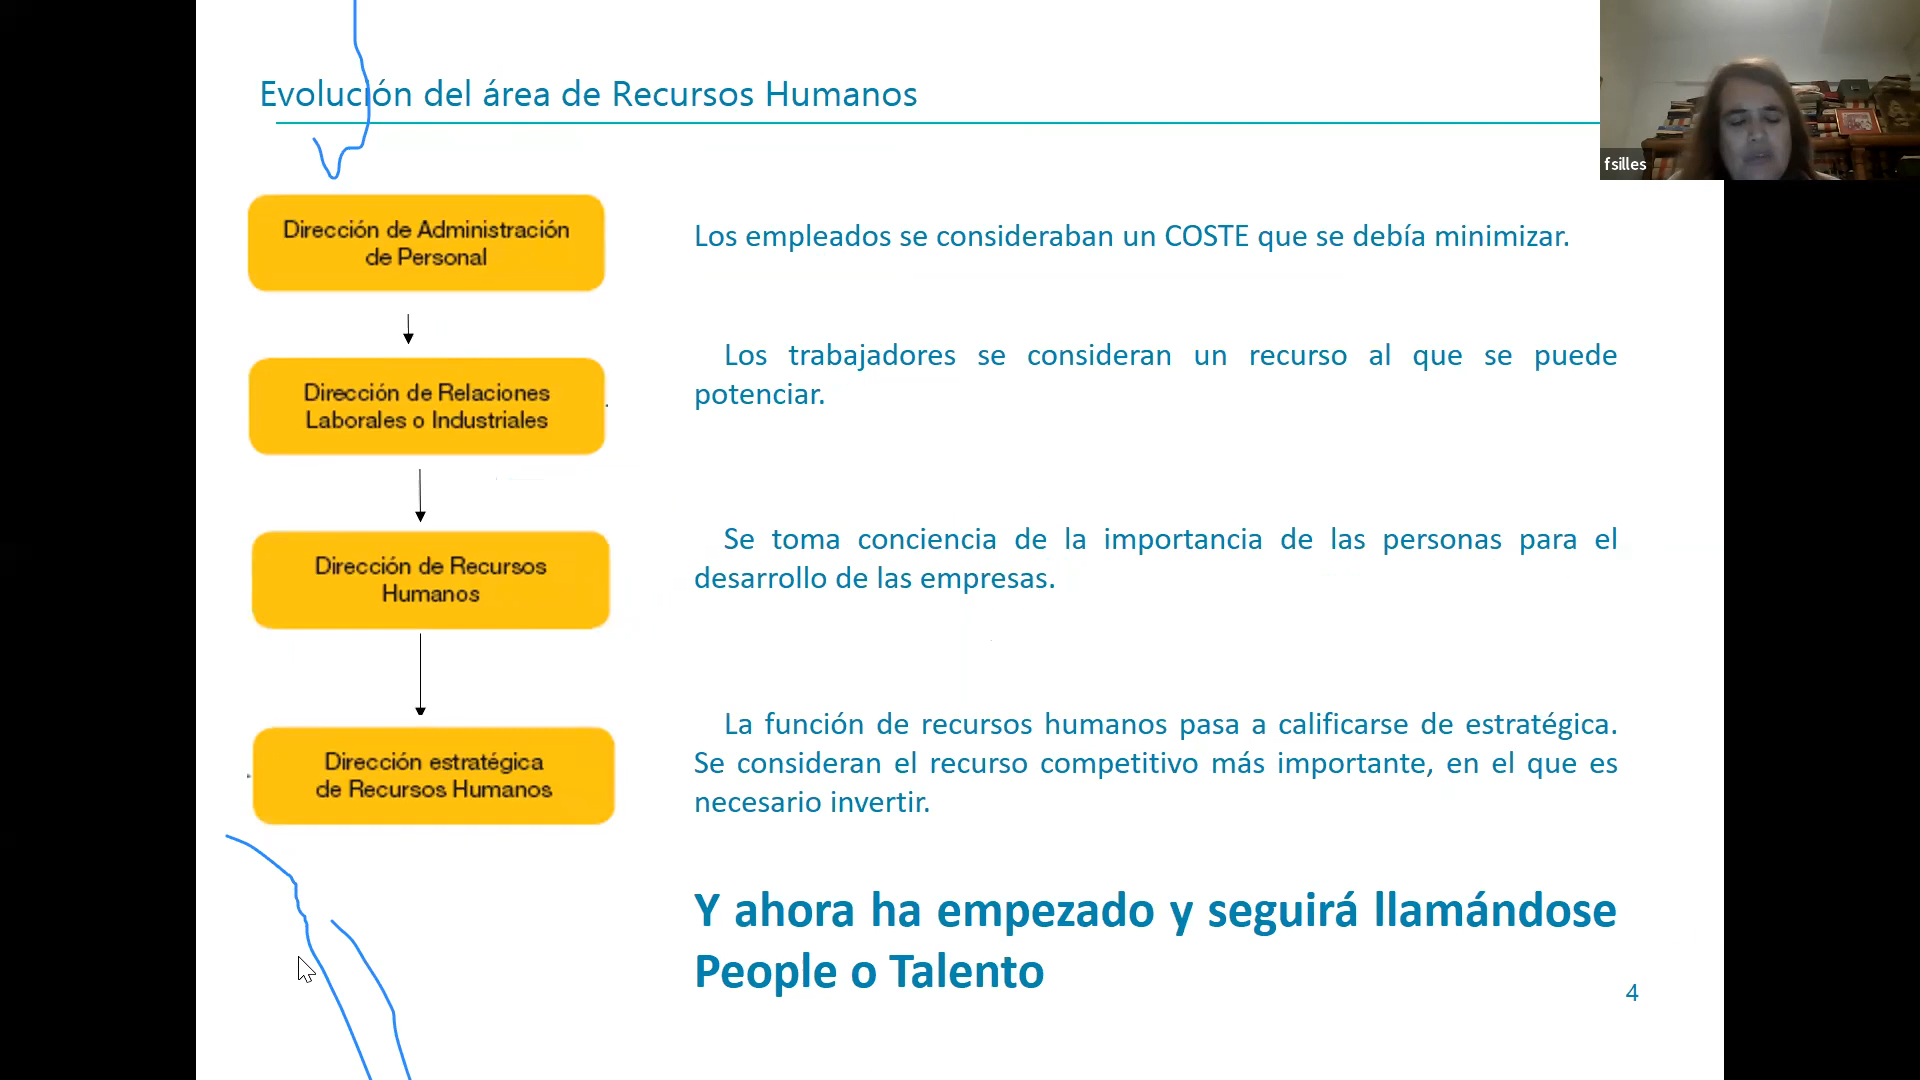 Evolución del área de Recursos Humanos
fsilles
Dirección de Administración
de Personal
Los empleados se consideraban un COSTE que se debía minimizar.
Dirección de Relaciones
Laborales o Industriales
Los trabajadores se consideran un recurso al que se puede
potenciar.
Dirección de Recursos
Humanos
Se toma conciencia de la importancia de las personas para el
desarrollo de las empresas.
Dirección estratégica
de Recursos Humanos
La función de recursos humanos pasa a calificarse de estratégica.
Se consideran el recurso competitivo más importante, en el que es
necesario invertir.
Y ahora ha empezado y seguirá llamándose
People o Talento
4